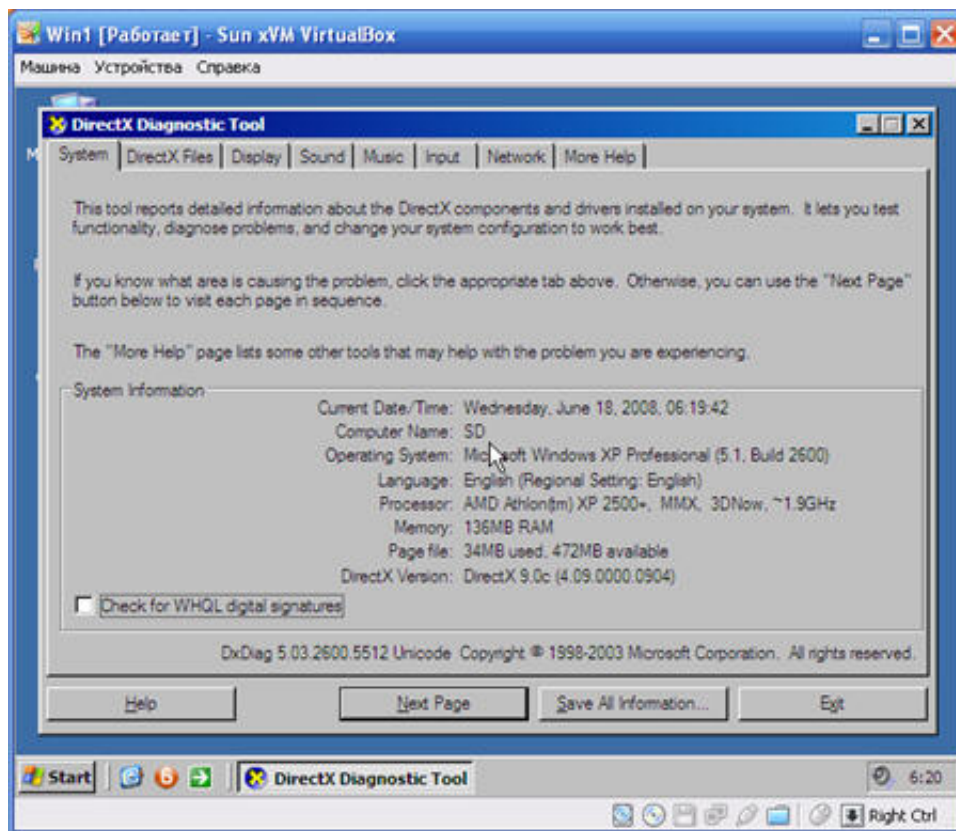 Win1 [Работает] - Sun xVM VirtualBox
Машина Устройства Справка
DirectX Diagnostic Tool
System DirectX Files Display Sound Music Input Network More Help
This tool reports detailed information about the DirectX components and drivers installed on your system. It lets you test
functionality, diagnose problems, and change your system configuration to work best.
If you know what area is causing the problem, click the appropriate tab above. Otherwise, you can use the "Next Page"
button below to visit each page in sequence.
The "More Help" page lists some other tools that may help with the problem you are experiencing.
System Information
Current Date/Time: Wednesday, June 18, 2008, 06:19:42
Computer Name: SD
Operating System: Microsoft Windows XP Professional (5.1, Build 2600)
Language: English (Regional Setting: English)
Processor: AMD Athlon(tm) XP 2500+, MMX, 3DNow, ~1.9GHz
Memory: 136MB RAM
Page file: 34MB used, 472MB available
DirectX Version: DirectX 9.0c (4.09.0000.0904)
Check for WHQL digital signatures
DxDiag 5.03.2600.5512 Unicode Copyright © 1998-2003 Microsoft Corporation. All rights reserved.
Help Next Page Save All Information... Exit
Start DirectX Diagnostic Tool 6:20
Right Ctrl